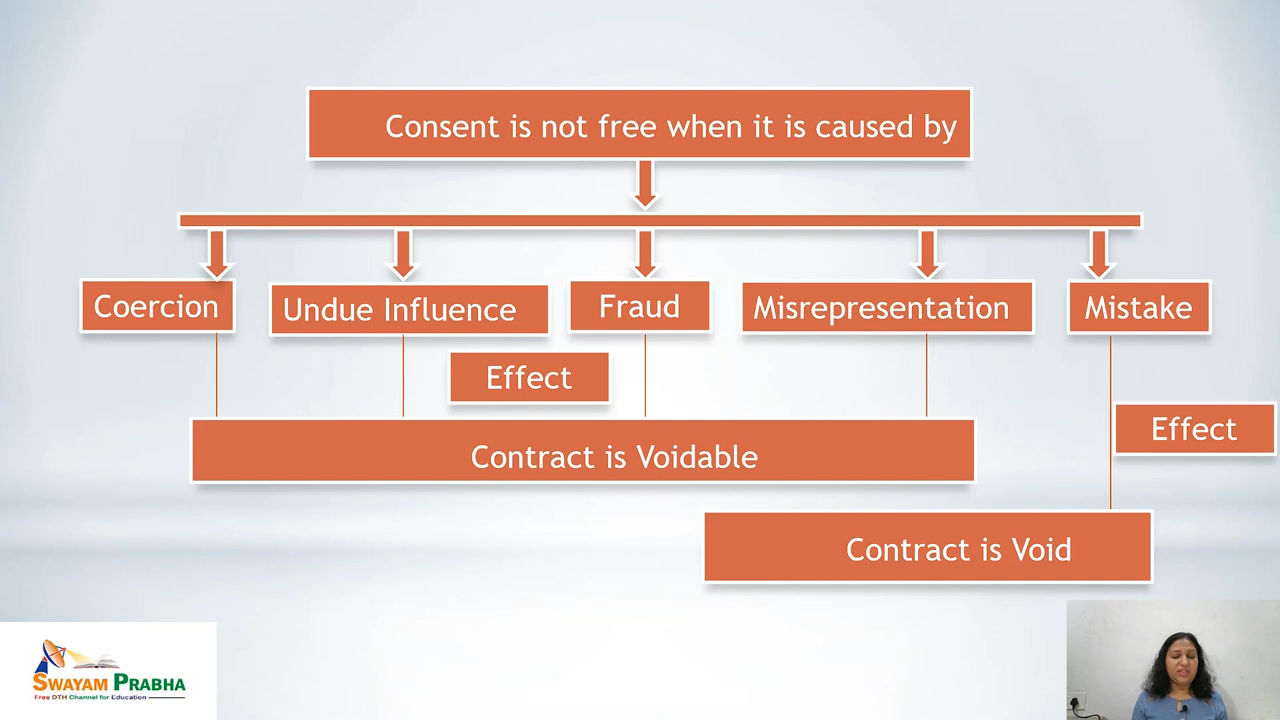 Consent is not free when it is caused by
Coercion
Undue Influence
Fraud
Misrepresentation
Mistake
Effect
Effect
Contract is Voidable
Contract is Void
SWAYAM PRABHA
Free DTH Channel for Education